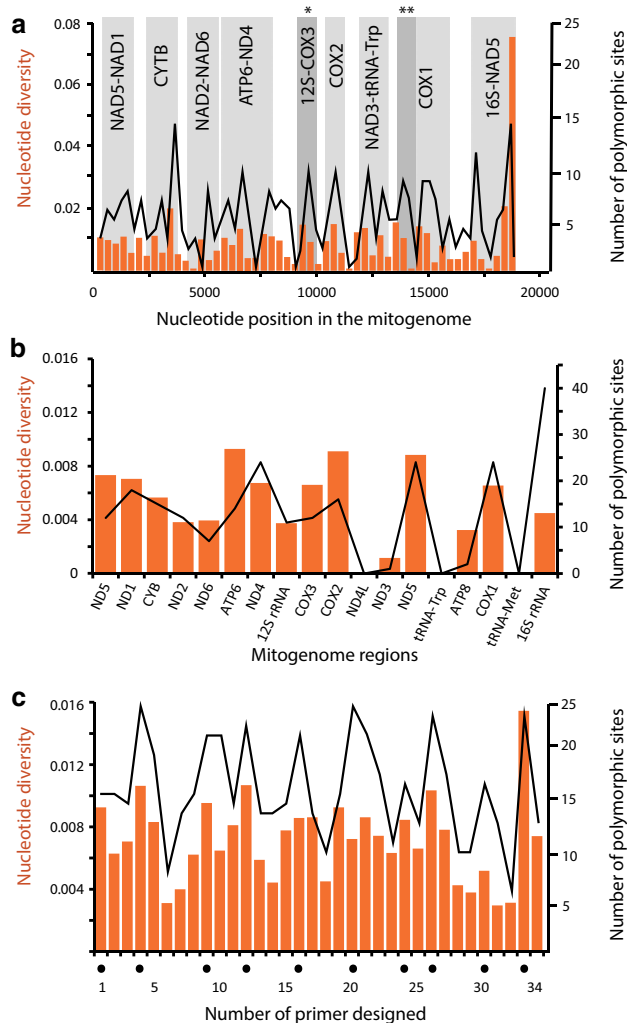 a
* **
0.08
0.06
0.04
0.02
Nucleotide diversity
NAD5-NAD1
CYTB
NAD2-NAD6
ATP6-ND4
12S-COX3
COX2
NAD3-tRNA-Trp
COX1
16S-NAD5
25
20
15
10
5
Number of polymorphic sites
0 5000 10000 15000 20000
Nucleotide position in the mitogenome
b
0.016
0.012
0.008
0.004
0
Nucleotide diversity
40
30
20
10
0
Number of polymorphic sites
ND5 ND1 CYB ND2 ND6 ATP6 ND4 12S rRNA COX3 COX2 ND4L ND3 ND5 tRNA-Trp ATP8 COX1 tRNA-Met 16S rRNA
Mitogenome regions
c
0.016
0.012
0.008
0.004
Nucleotide diversity
25
20
15
10
5
Number of polymorphic sites
1 5 10 15 20 25 30 34
Number of primer designed